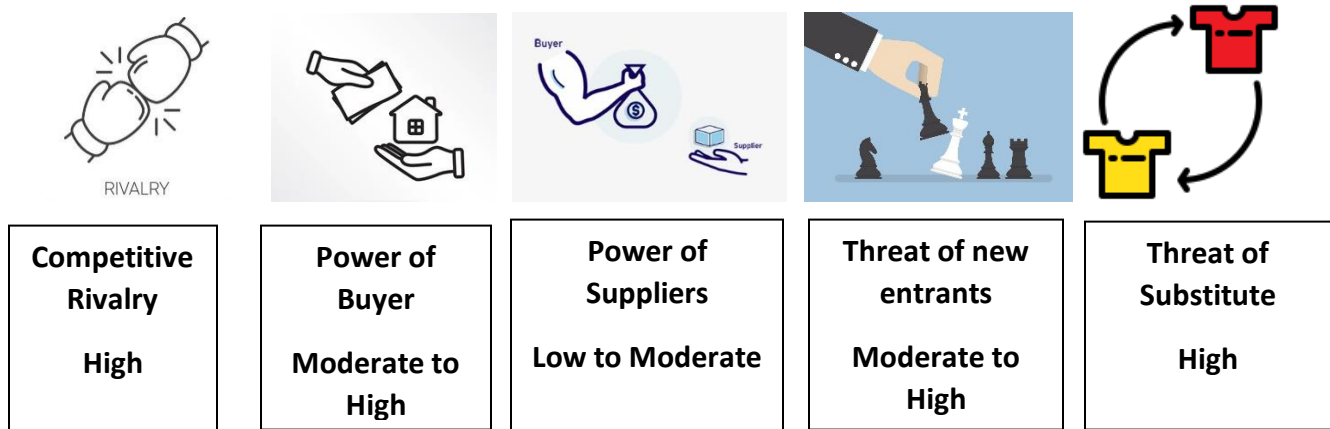 RIVALRY
Buyer
$
Supplier
Competitive
Rivalry
High
Power of
Buyer
Moderate to
High
Power of
Suppliers
Low to Moderate
Threat of new
entrants
Moderate to
High
Threat of
Substitute
High